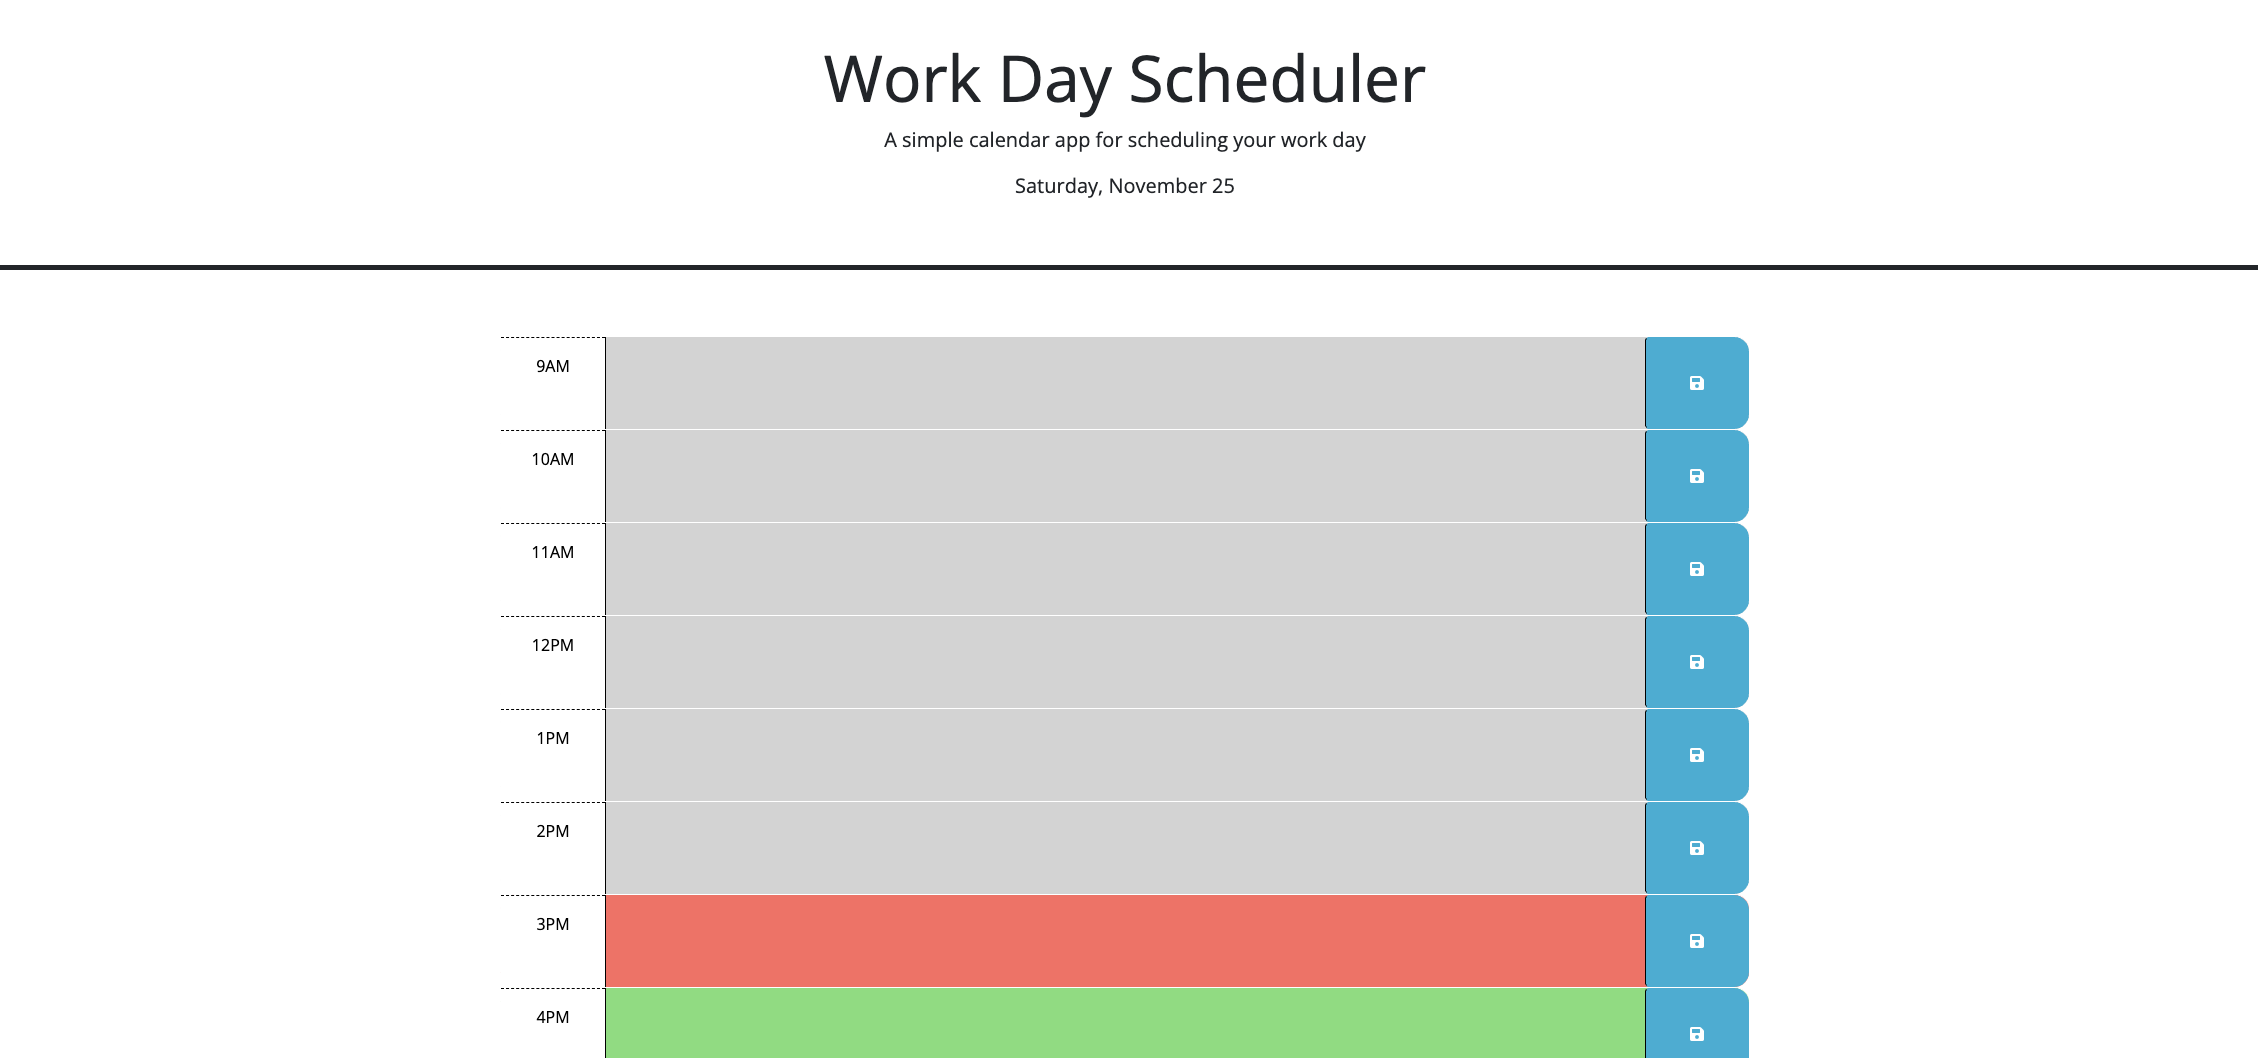 Work Day Scheduler
A simple calendar app for scheduling your work day
Saturday, November 25
9AM
10AM
11AM
12PM
1PM
2PM
3PM
4PM